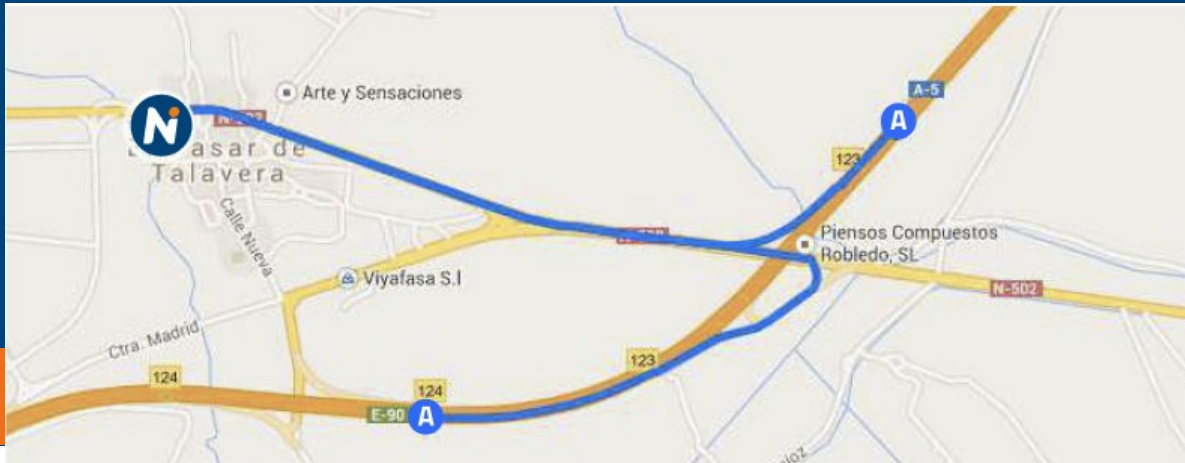 A-5
A
Arte y Sensaciones
N
asar de
Talavera
123
Calle Nueva
Piensos Compuestos
Robledo, SL
Viyafasa S.l
N-502
Ctra. Madrid
123
124
124
E-90
A